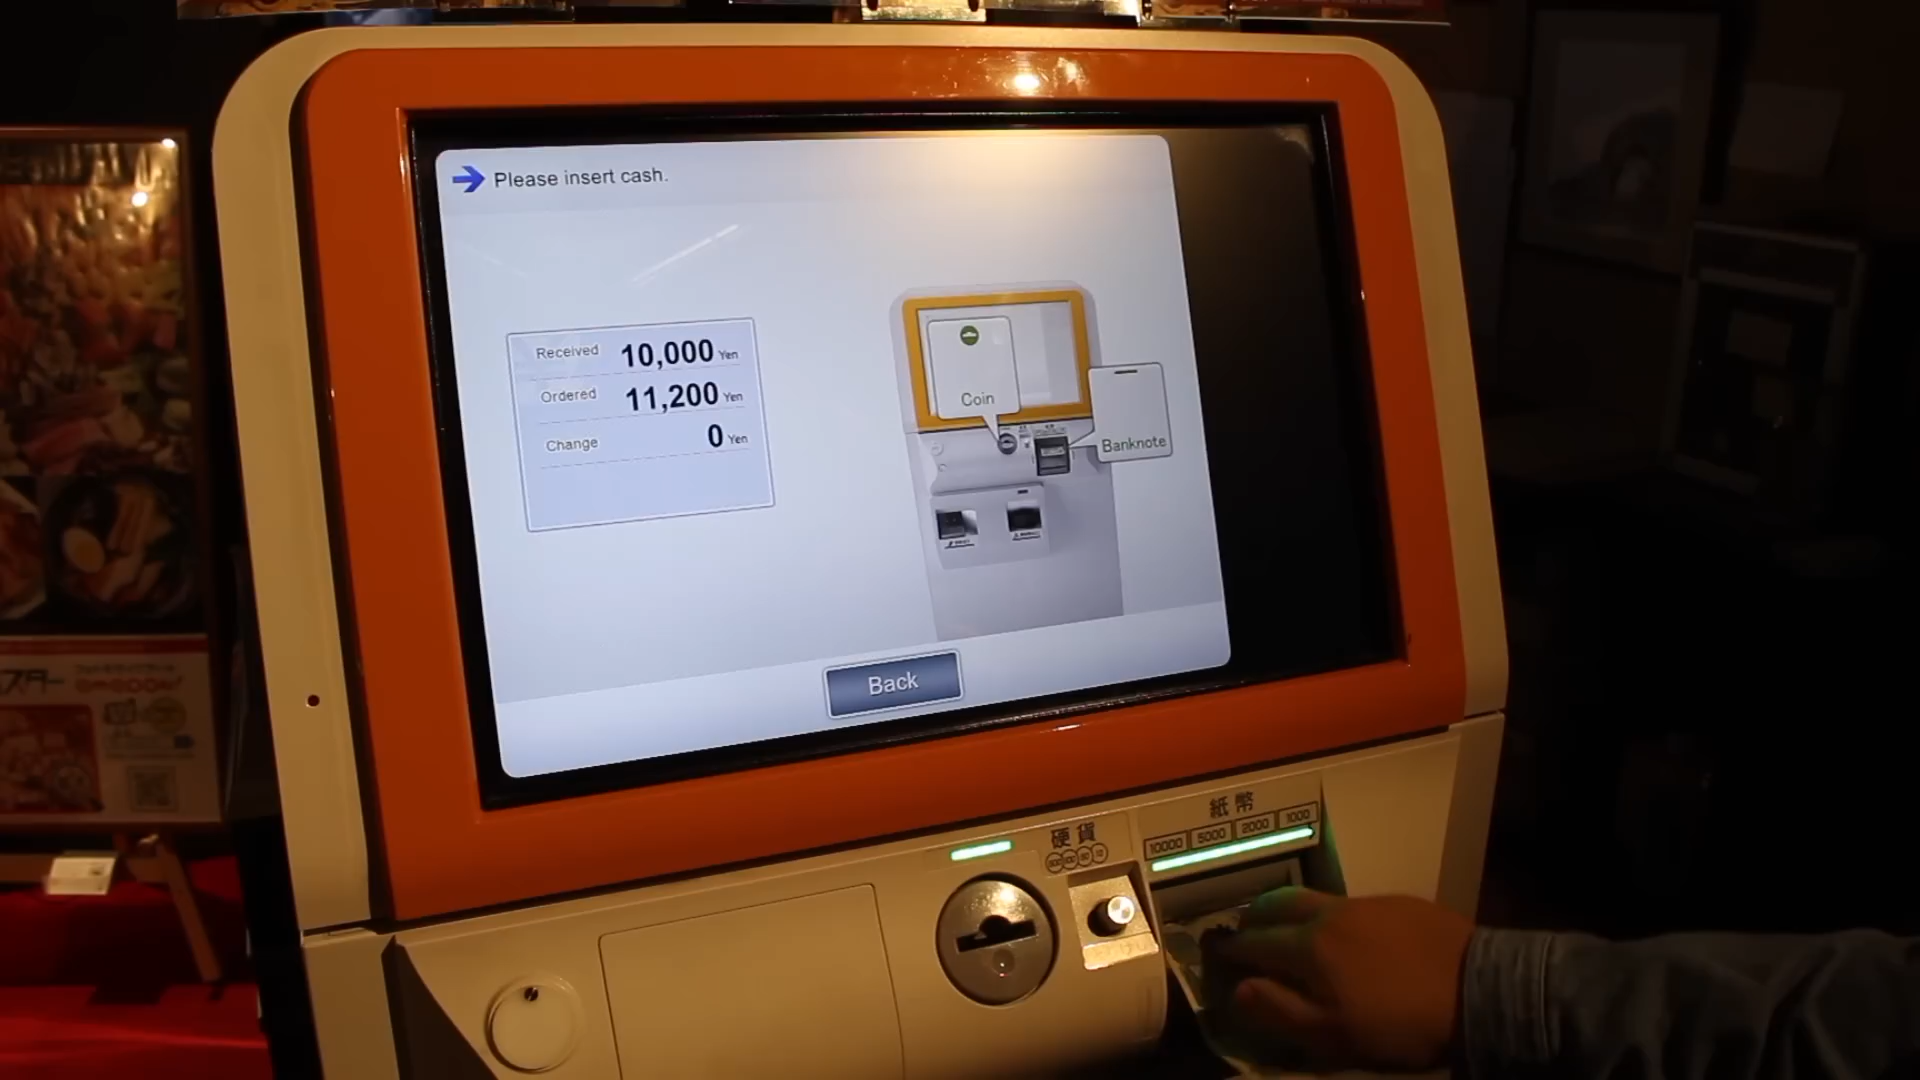 Please insert cash.
Received 10,000 Yen
Ordered 11,200 Yen
Change 0 Yen
Coin
Banknote
Back
紙幣
10000 5000 2000 1000
硬貨